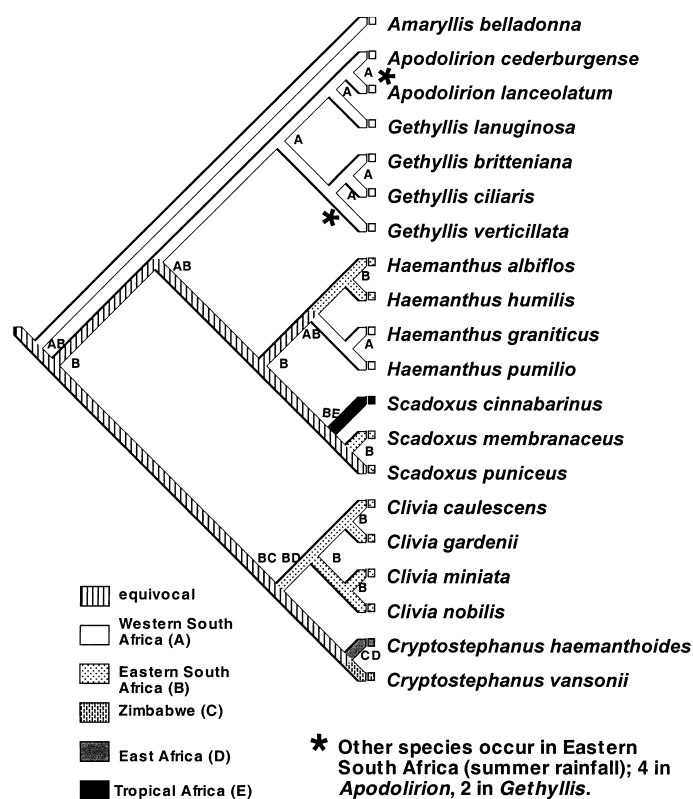 Amaryllis belladonna
Apodolirion cederburgense
A
*
A
Apodolirion lanceolatum
Gethyllis lanuginosa
A
Gethyllis britteniana
A
A
Gethyllis ciliaris
*
Gethyllis verticillata
AB
Haemanthus albiflos
B
Haemanthus humilis
AB
Haemanthus graniticus
A
AB
B
B
Haemanthus pumilio
Scadoxus cinnabarinus
BE
Scadoxus membranaceus
B
Scadoxus puniceus
Clivia caulescens
B
Clivia gardenii
BC BD
B
Clivia miniata
B
Clivia nobilis
Cryptostephanus haemanthoides
CD
Cryptostephanus vansonii
equivocal
Western South
Africa (A)
Eastern South
Africa (B)
Zimbabwe (C)
East Africa (D)
Tropical Africa (E)
* Other species occur in Eastern
South Africa (summer rainfall); 4 in
Apodolirion, 2 in Gethyllis.